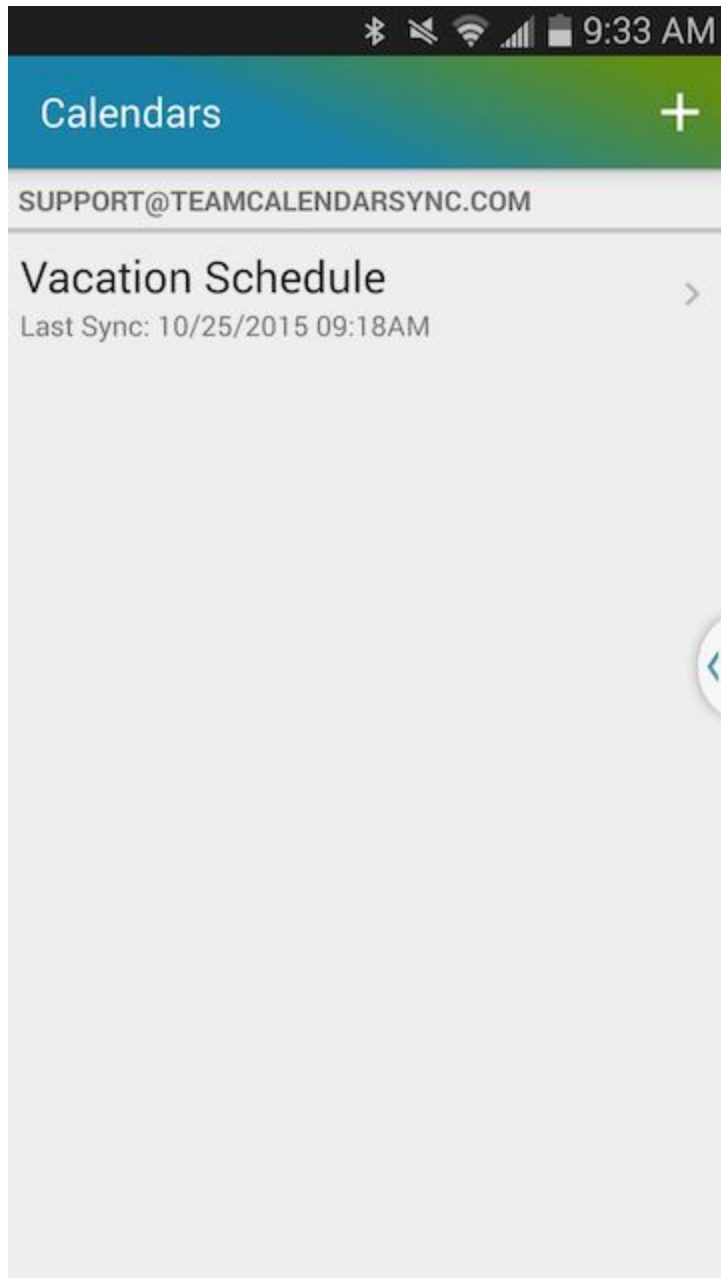 9:33 AM
Calendars
SUPPORT@TEAMCALENDARSYNC.COM
Vacation Schedule
Last Sync: 10/25/2015 09:18AM